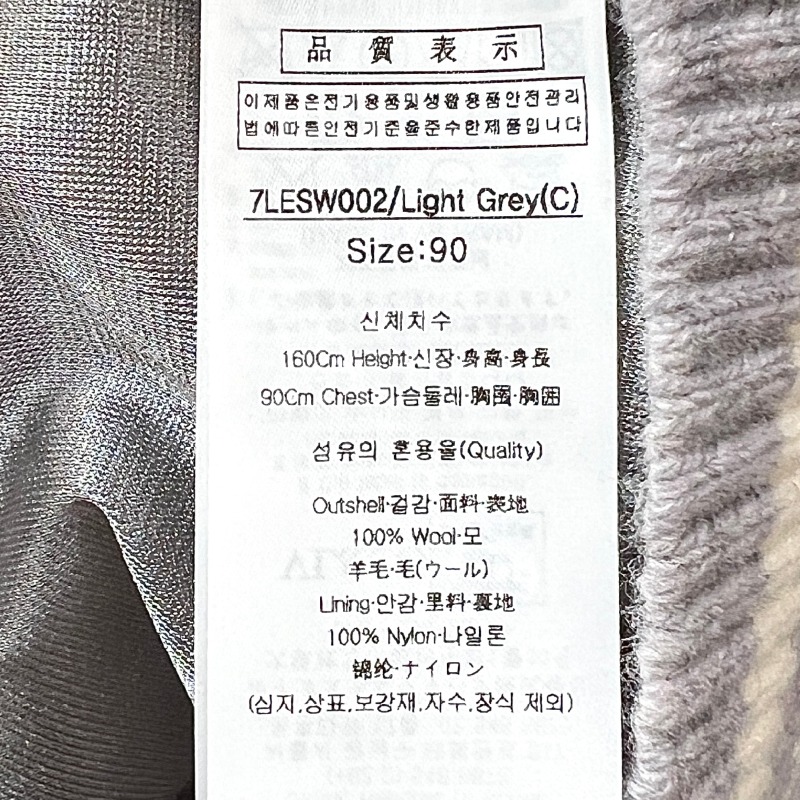 品質表示
이제품은전기용품및생활용품안전관리
법에따른안전기준을준수한제품입니다
7LESW002/Light Grey(C)
Size:90
신체치수
160Cm Height·신장·身高·身長
90Cm Chest·가슴둘레·胸围·胸囲
섬유의 혼용율(Quality)
Outshell·겉감·面料·表地
100% Wool·모
羊毛·毛(ウール)
Lining·안감·里料·裏地
100% Nylon·나일론
锦纶·ナイロン
(심지,상표,보강재,자수,장식 제외)